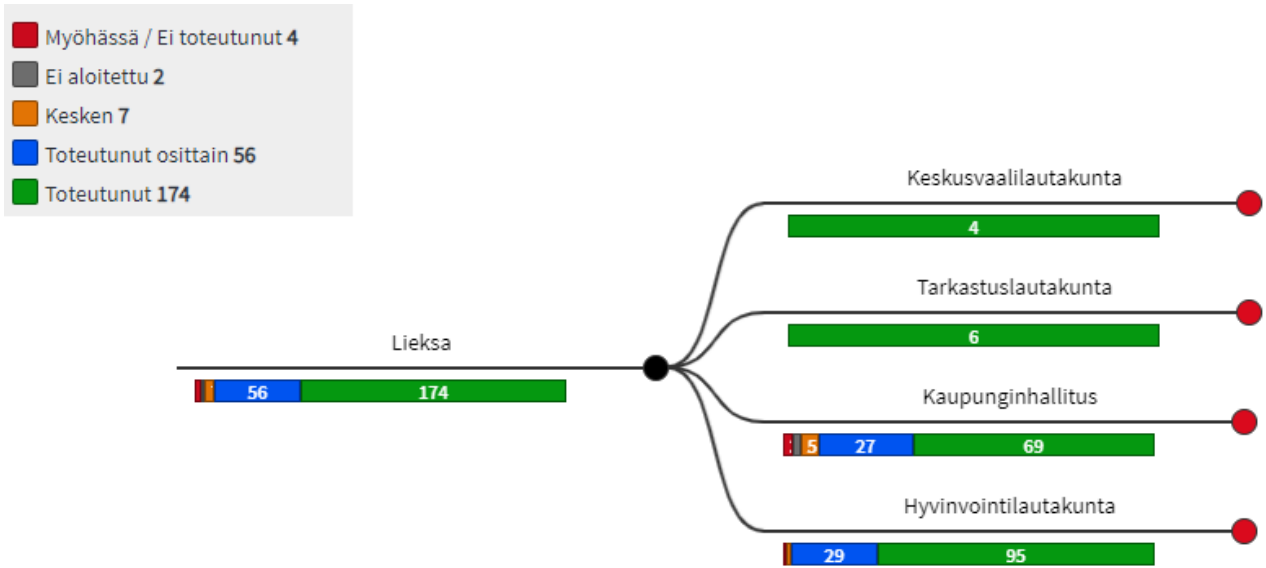 Myöhässä / Ei toteutunut 4
Ei aloitettu 2
Kesken 7
Toteutunut osittain 56
Toteutunut 174
Keskusvaalilautakunta
4
Tarkastuslautakunta
6
Lieksa
56 174
Kaupunginhallitus
5 27 69
Hyvinvointilautakunta
29 95